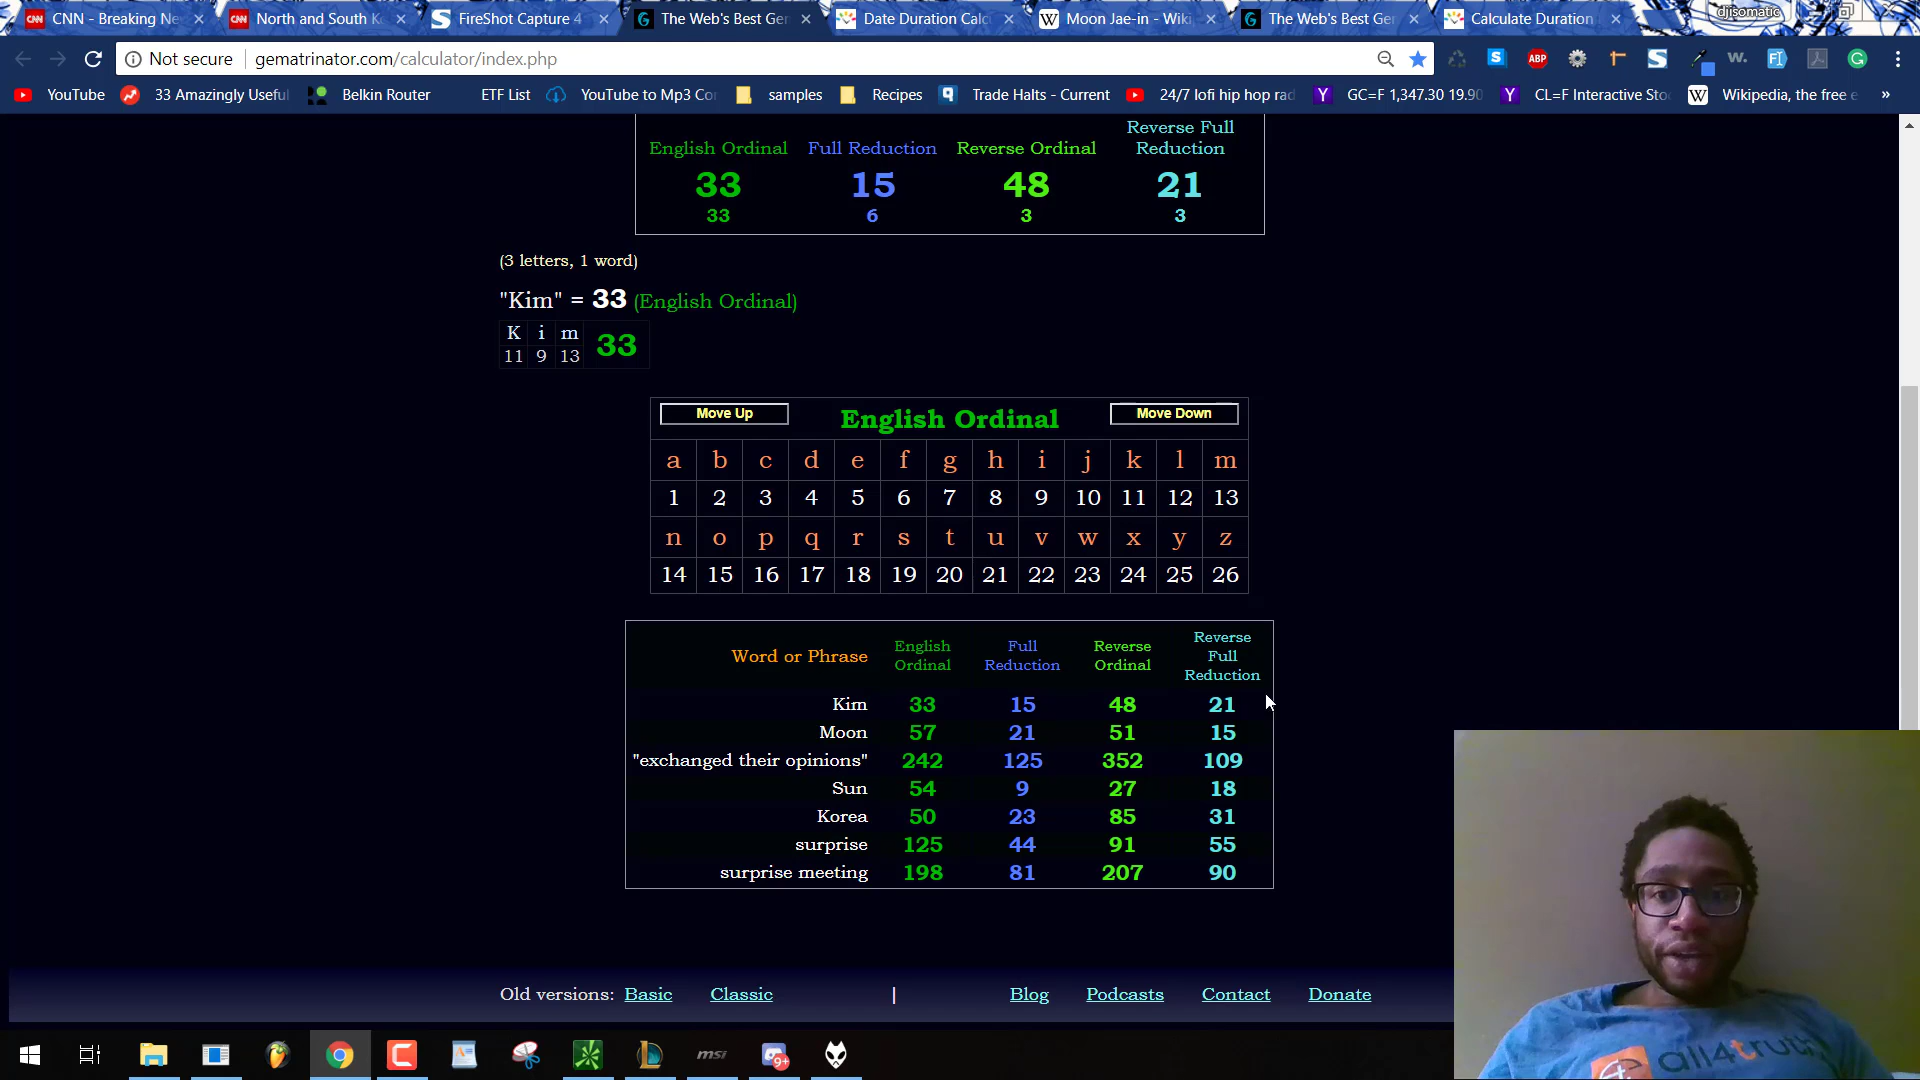 CNN - Breaking Ne
North and South K
FireShot Capture 4
The Web's Best Ger
Date Duration Calc
Moon Jae-in - Wiki
The Web's Best Ger
Calculate Duration
djisomatic
Not secure
gematrinator.com/calculator/index.php
YouTube
33 Amazingly Useful
Belkin Router
ETF List
YouTube to Mp3 Co
samples
Recipes
Trade Halts - Current
24/7 lofi hip hop rad
GC=F 1,347.30 19.90
CL=F Interactive Sto
Wikipedia, the free e
»
English Ordinal Full Reduction Reverse Ordinal Reverse Full Reduction
33 15 48 21
33 6 3 3
(3 letters, 1 word)
"Kim" = 33 (English Ordinal)
K i m 33
11 9 13
Move Up English Ordinal Move Down
a b c d e f g h i j k l m
1 2 3 4 5 6 7 8 9 10 11 12 13
n o p q r s t u v w x y z
14 15 16 17 18 19 20 21 22 23 24 25 26
Word or Phrase English Ordinal Full Reduction Reverse Ordinal Reverse Full Reduction
Kim 33 15 48 21
Moon 57 21 51 15
"exchanged their opinions" 242 125 352 109
Sun 54 9 27 18
Korea 50 23 85 31
surprise 125 44 91 55
surprise meeting 198 81 207 90
Old versions: Basic Classic | Blog Podcasts Contact Donate
all4truth
msi
9+